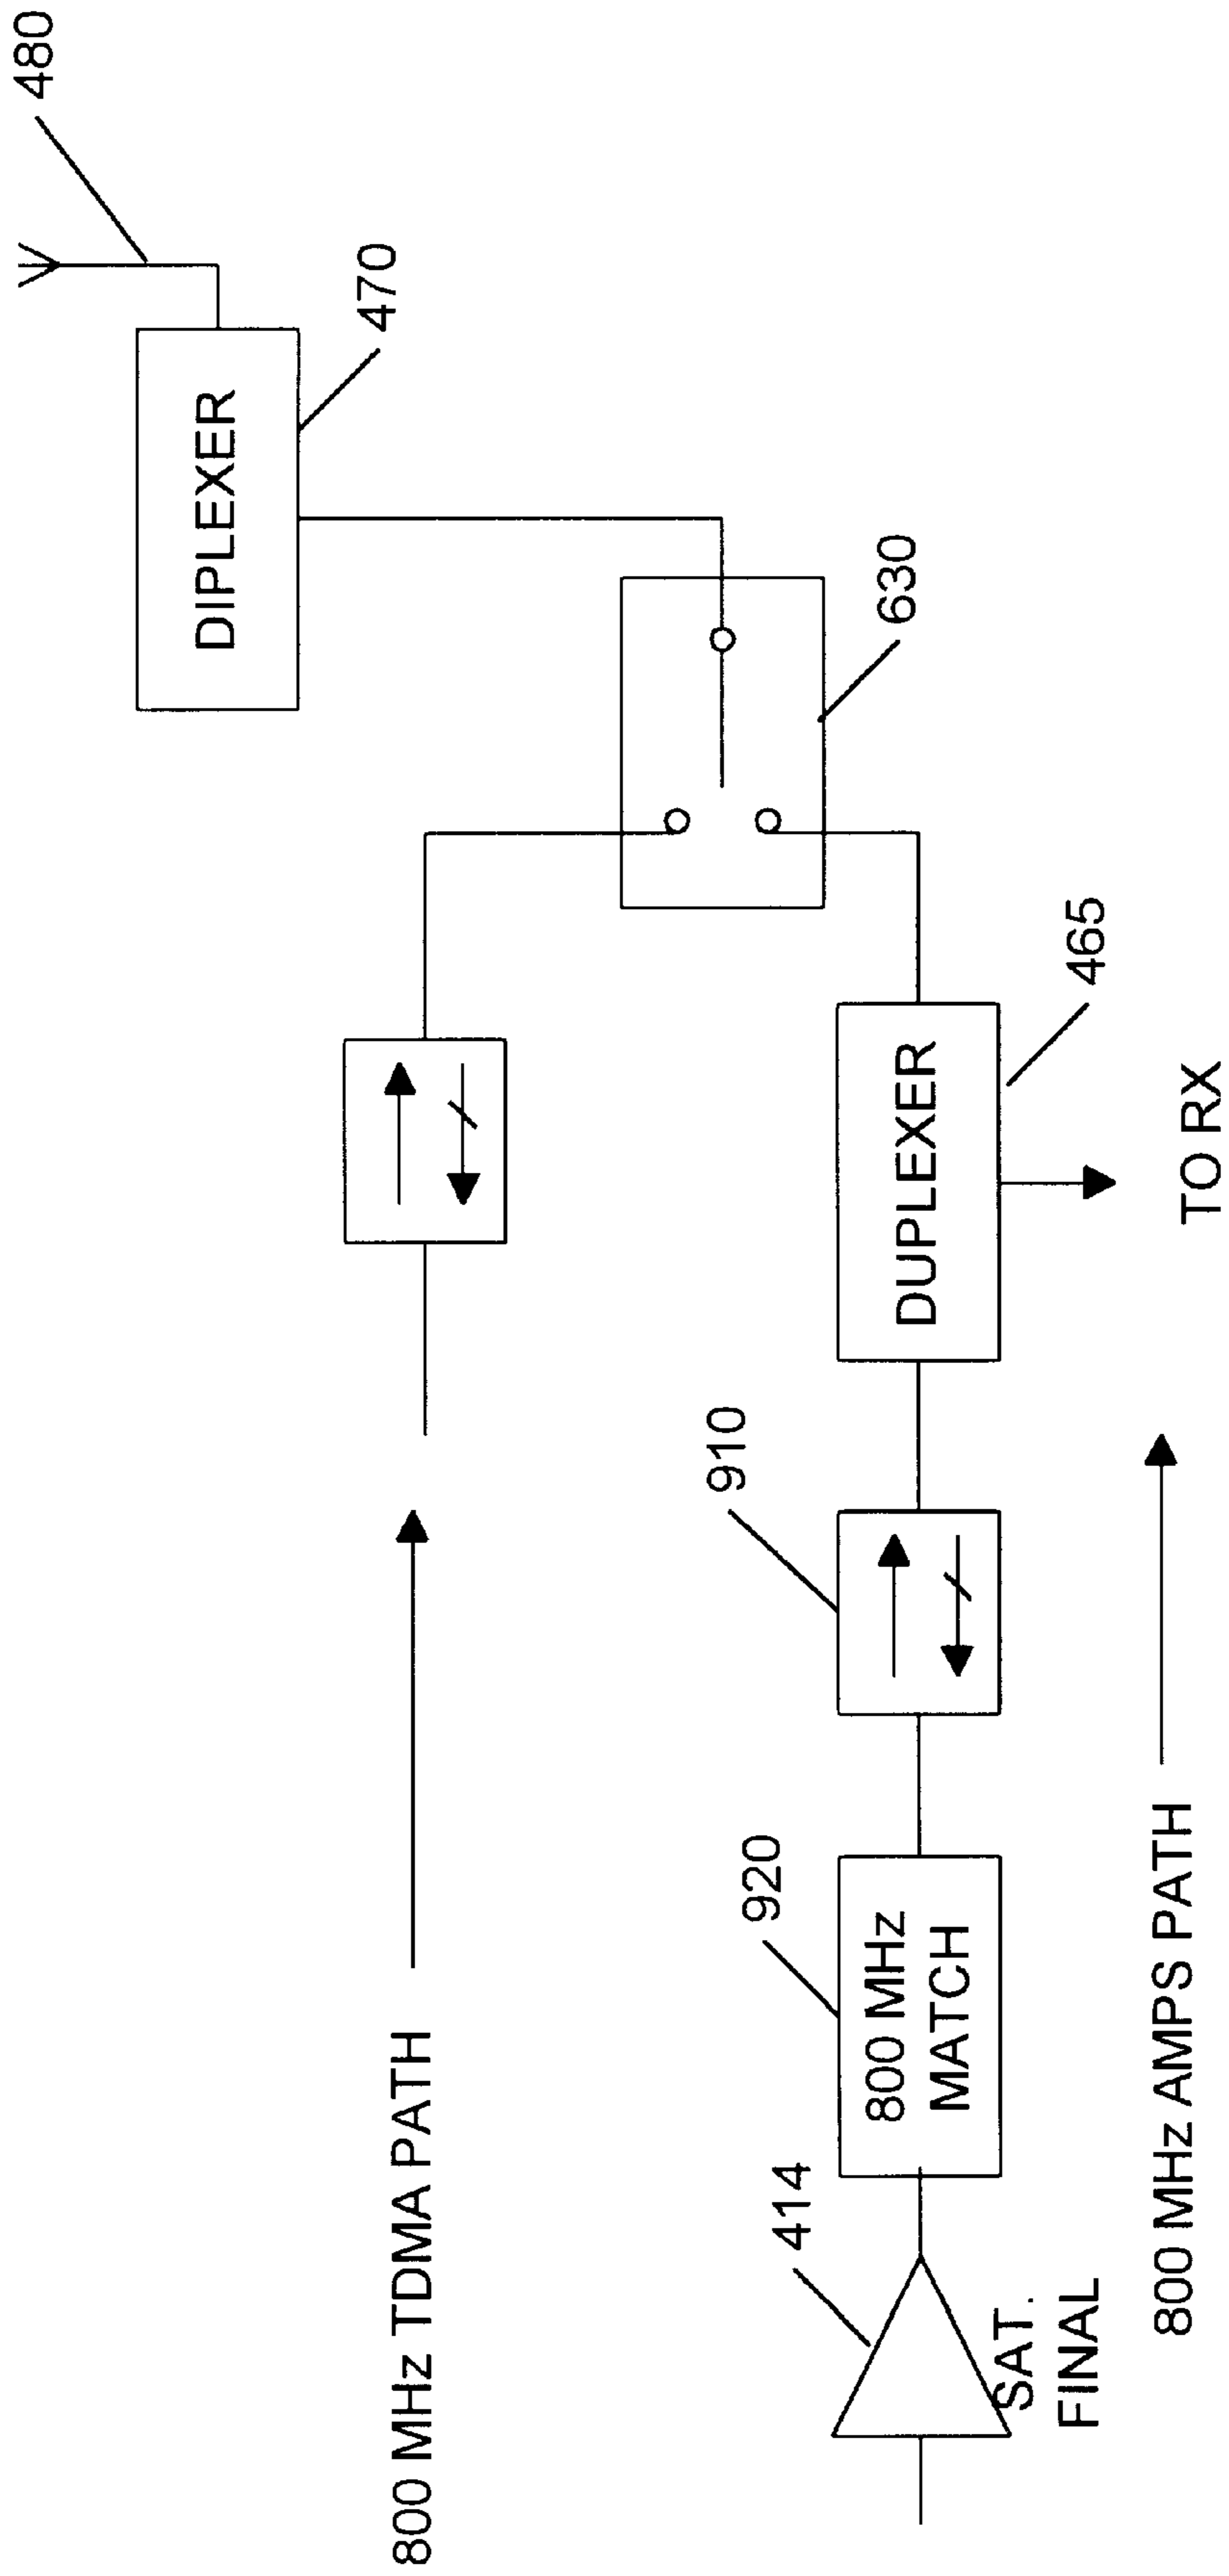 480
DIPLEXER
470
630
800 MHz TDMA PATH
DUPLEXER
465
TO RX
910
920
800 MHz
MATCH
414
SAT.
FINAL
800 MHz AMPS PATH